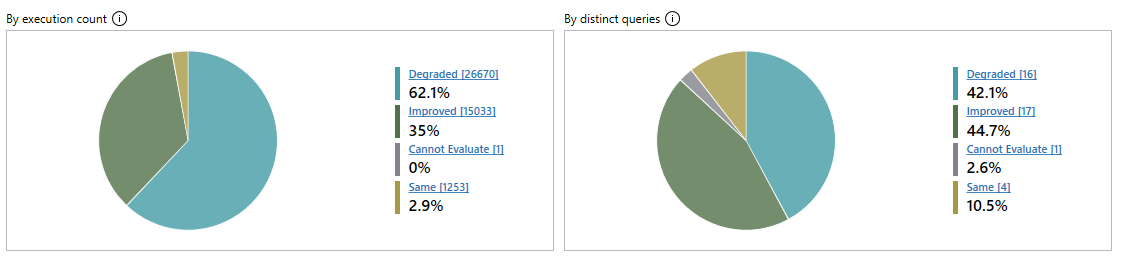 By execution count
Degraded [26670]
62.1%
Improved [15033]
35%
Cannot Evaluate [1]
0%
Same [1253]
2.9%
By distinct queries
Degraded [16]
42.1%
Improved [17]
44.7%
Cannot Evaluate [1]
2.6%
Same [4]
10.5%